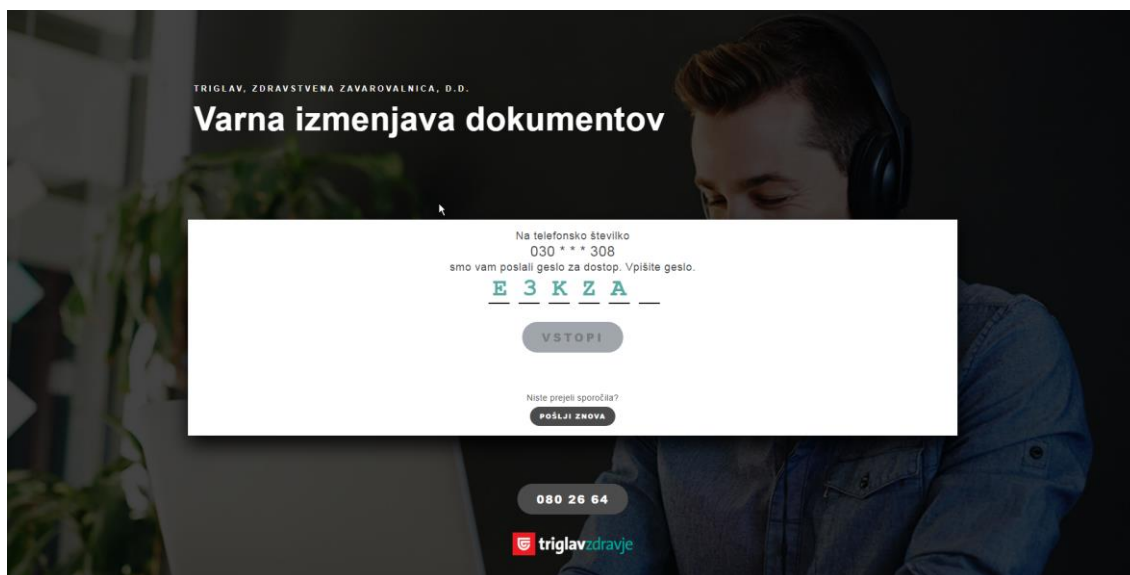 TRIGLAV, ZDRAVSTVENA ZAVAROVALNICA, D.D.
Varna izmenjava dokumentov
Na telefonsko številko
030 * * * 308
smo vam poslali geslo za dostop. Vpišite geslo.
E 3 K Z A _
VSTOPI
Niste prejeli sporočila?
POŠLJI ZNOVA
080 26 64
triglavzdravje